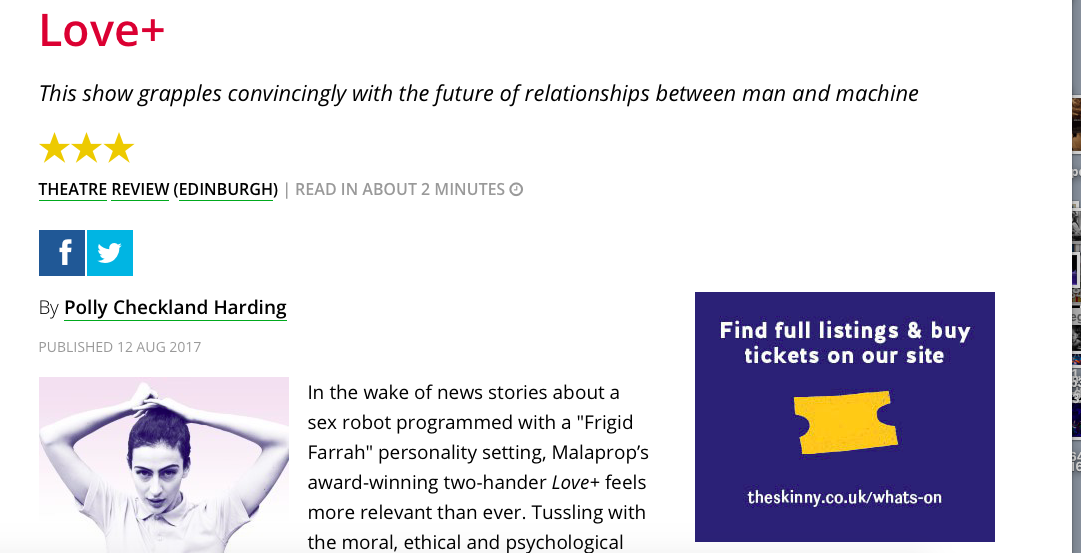 Love+
This show grapples convincingly with the future of relationships between man and machine
THEATRE REVIEW (EDINBURGH) | READ IN ABOUT 2 MINUTES
By Polly Checkland Harding
PUBLISHED 12 AUG 2017
In the wake of news stories about a
sex robot programmed with a "Frigid
Farrah" personality setting, Malaprop’s
award-winning two-hander Love+ feels
more relevant than ever. Tussling with
the moral, ethical and psychological
Find full listings & buy
tickets on our site
theskinny.co.uk/whats-on